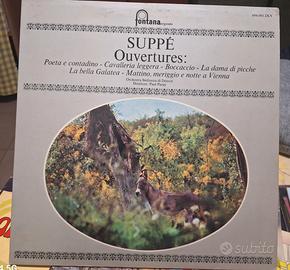 fontana
SUPPÉ
Ouvertures:
Poeta e contadino - Cavalleria leggera - Boccaccio - La dama di picche
La bella Galatea - Mattino, meriggio e notte a Vienna
subito